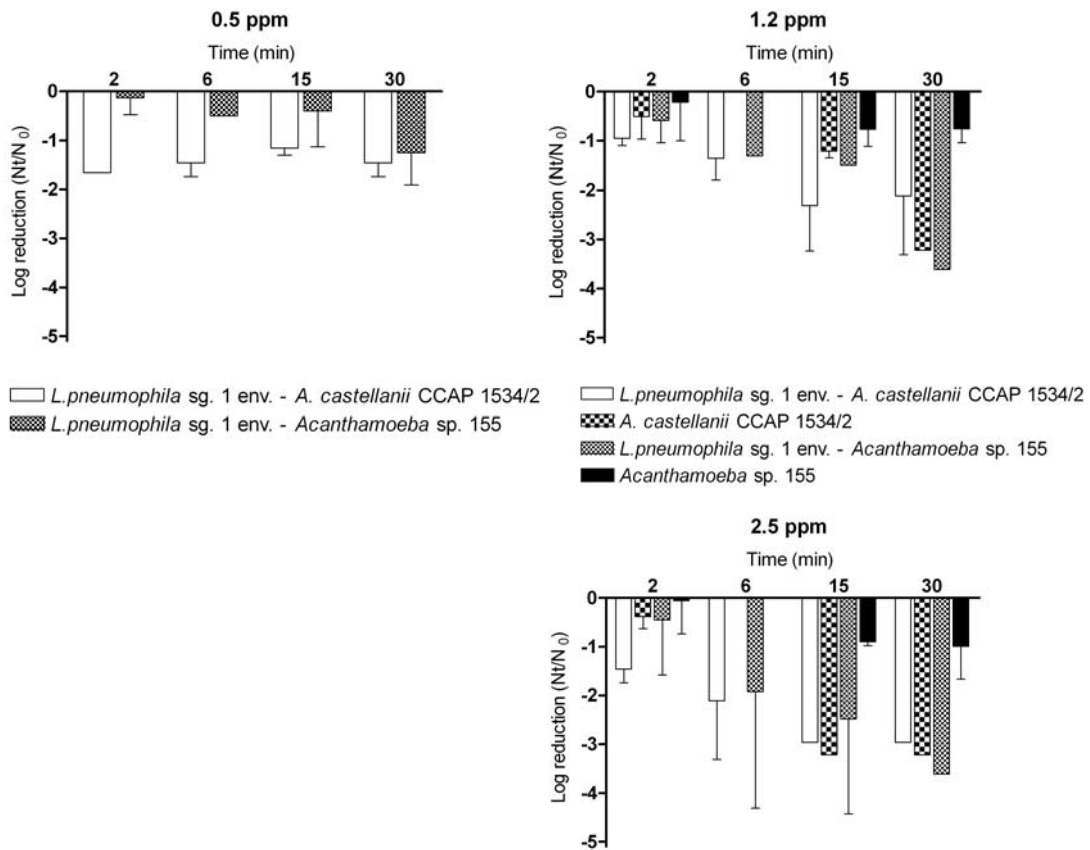 0.5 ppm
Time (min)
2 6 15 30
0
-1
-2
-3
-4
-5
Log reduction (Nt/N0)
L.pneumophila sg. 1 env. - A. castellanii CCAP 1534/2
L.pneumophila sg. 1 env. - Acanthamoeba sp. 155
1.2 ppm
Time (min)
2 6 15 30
0
-1
-2
-3
-4
-5
Log reduction (Nt/N0)
L.pneumophila sg. 1 env. - A. castellanii CCAP 1534/2
A. castellanii CCAP 1534/2
L.pneumophila sg. 1 env. - Acanthamoeba sp. 155
Acanthamoeba sp. 155
2.5 ppm
Time (min)
2 6 15 30
0
-1
-2
-3
-4
-5
Log reduction (Nt/N0)